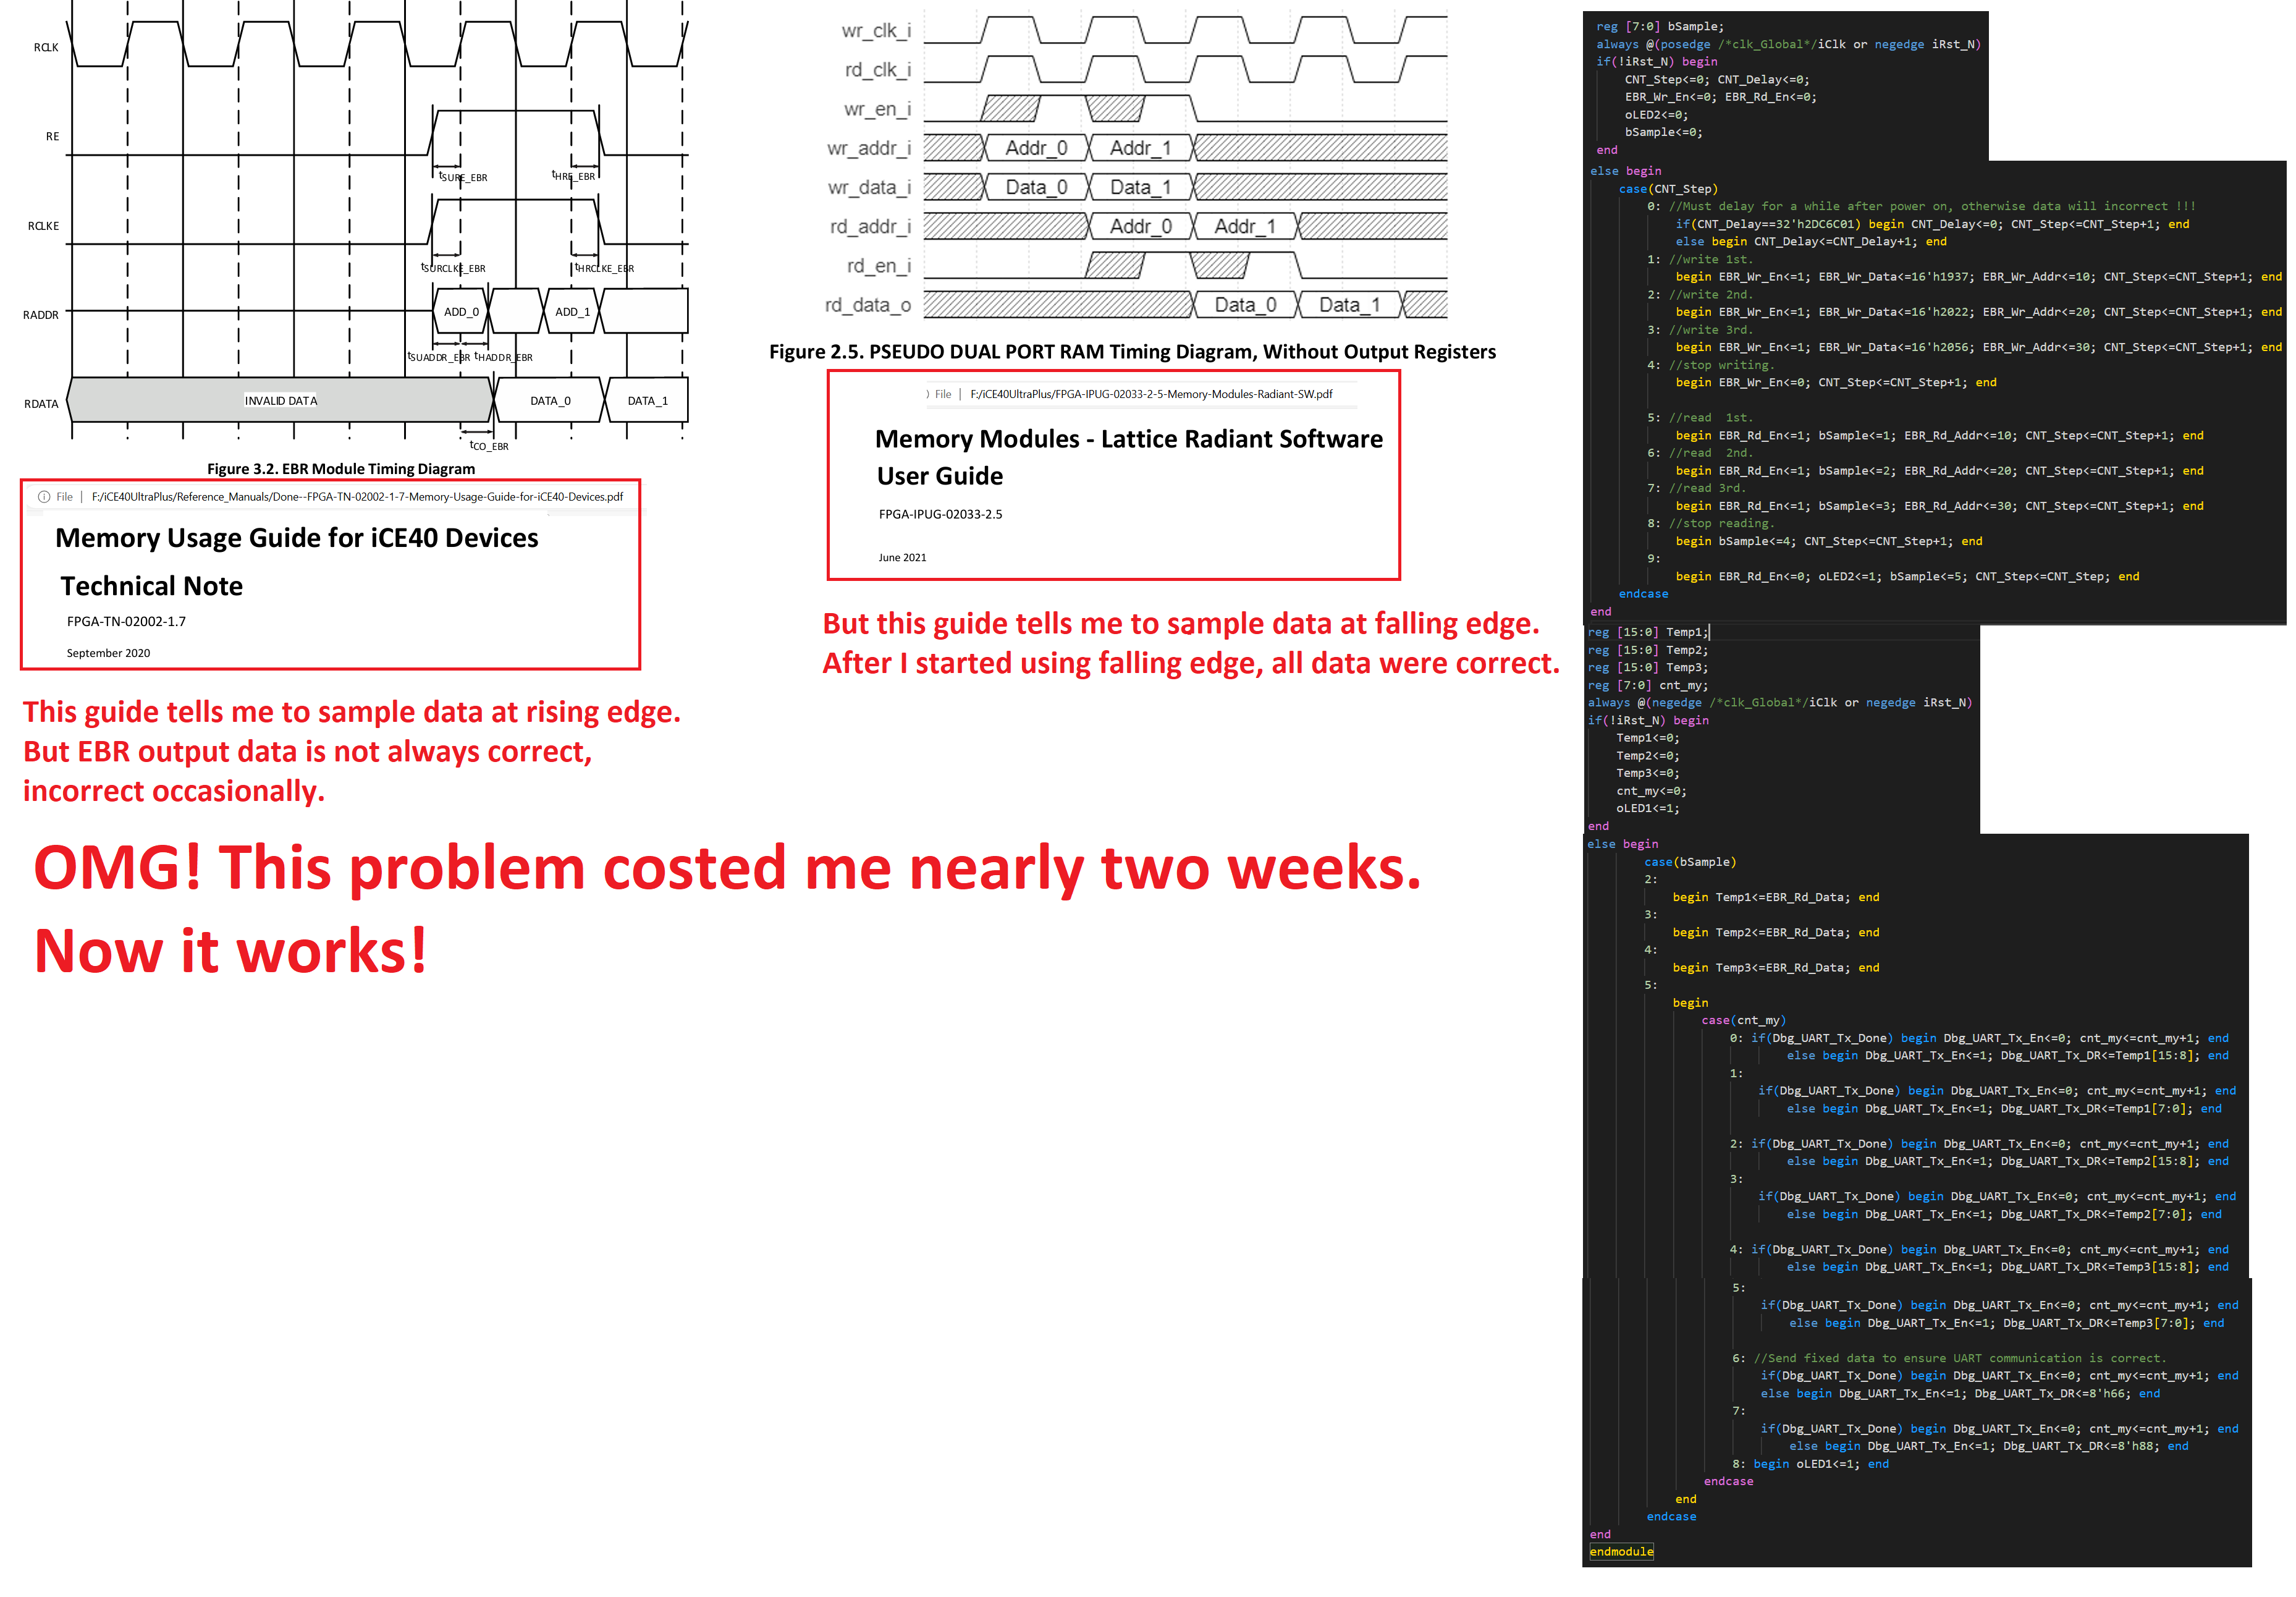 RCLK
RE
tSURE_EBR
tHRE_EBR
RCLKE
tSURCLKE_EBR
tHRCLKE_EBR
RADDR
ADD_0
ADD_1
tSUADDR_EBR
tHADDR_EBR
RDATA
INVALID DATA
DATA_0
DATA_1
tCO_EBR
Figure 3.2. EBR Module Timing Diagram
File | F:/iCE40UltraPlus/Reference_Manuals/Done--FPGA-TN-02002-1-7-Memory-Usage-Guide-for-iCE40-Devices.pdf
Memory Usage Guide for iCE40 Devices
Technical Note
FPGA-TN-02002-1.7
September 2020
This guide tells me to sample data at rising edge.
But EBR output data is not always correct,
incorrect occasionally.
wr_clk_i
rd_clk_i
wr_en_i
wr_addr_i Addr_0 Addr_1
wr_data_i Data_0 Data_1
rd_addr_i Addr_0 Addr_1
rd_en_i
rd_data_o Data_0 Data_1
Figure 2.5. PSEUDO DUAL PORT RAM Timing Diagram, Without Output Registers
) File | F:/iCE40UltraPlus/FPGA-IPUG-02033-2-5-Memory-Modules-Radiant-SW.pdf
Memory Modules - Lattice Radiant Software
User Guide
FPGA-IPUG-02033-2.5
June 2021
But this guide tells me to sample data at falling edge.
After I started using falling edge, all data were correct.
OMG! This problem costed me nearly two weeks.
Now it works!
reg [7:0] bSample;
always @(posedge /*clk_Global*/iClk or negedge iRst_N)
if(!iRst_N) begin
CNT_Step<=0; CNT_Delay<=0;
EBR_Wr_En<=0; EBR_Rd_En<=0;
oLED2<=0;
bSample<=0;
end
else begin
case(CNT_Step)
0: //Must delay for a while after power on, otherwise data will incorrect !!!
if(CNT_Delay==32'h2DC6C01) begin CNT_Delay<=0; CNT_Step<=CNT_Step+1; end
else begin CNT_Delay<=CNT_Delay+1; end
1: //write 1st.
begin EBR_Wr_En<=1; EBR_Wr_Data<=16'h1937; EBR_Wr_Addr<=10; CNT_Step<=CNT_Step+1; end
2: //write 2nd.
begin EBR_Wr_En<=1; EBR_Wr_Data<=16'h2022; EBR_Wr_Addr<=20; CNT_Step<=CNT_Step+1; end
3: //write 3rd.
begin EBR_Wr_En<=1; EBR_Wr_Data<=16'h2056; EBR_Wr_Addr<=30; CNT_Step<=CNT_Step+1; end
4: //stop writing.
begin EBR_Wr_En<=0; CNT_Step<=CNT_Step+1; end
5: //read  1st.
begin EBR_Rd_En<=1; bSample<=1; EBR_Rd_Addr<=10; CNT_Step<=CNT_Step+1; end
6: //read  2nd.
begin EBR_Rd_En<=1; bSample<=2; EBR_Rd_Addr<=20; CNT_Step<=CNT_Step+1; end
7: //read 3rd.
begin EBR_Rd_En<=1; bSample<=3; EBR_Rd_Addr<=30; CNT_Step<=CNT_Step+1; end
8: //stop reading.
begin bSample<=4; CNT_Step<=CNT_Step+1; end
9:
begin EBR_Rd_En<=0; oLED2<=1; bSample<=5; CNT_Step<=CNT_Step; end
endcase
end
reg [15:0] Temp1;
reg [15:0] Temp2;
reg [15:0] Temp3;
reg [7:0] cnt_my;
always @(negedge /*clk_Global*/iClk or negedge iRst_N)
if(!iRst_N) begin
Temp1<=0;
Temp2<=0;
Temp3<=0;
cnt_my<=0;
oLED1<=1;
end
else begin
case(bSample)
2:
begin Temp1<=EBR_Rd_Data; end
3:
begin Temp2<=EBR_Rd_Data; end
4:
begin Temp3<=EBR_Rd_Data; end
5:
begin
case(cnt_my)
0: if(Dbg_UART_Tx_Done) begin Dbg_UART_Tx_En<=0; cnt_my<=cnt_my+1; end
else begin Dbg_UART_Tx_En<=1; Dbg_UART_Tx_DR<=Temp1[15:8]; end
1:
if(Dbg_UART_Tx_Done) begin Dbg_UART_Tx_En<=0; cnt_my<=cnt_my+1; end
else begin Dbg_UART_Tx_En<=1; Dbg_UART_Tx_DR<=Temp1[7:0]; end
2: if(Dbg_UART_Tx_Done) begin Dbg_UART_Tx_En<=0; cnt_my<=cnt_my+1; end
else begin Dbg_UART_Tx_En<=1; Dbg_UART_Tx_DR<=Temp2[15:8]; end
3:
if(Dbg_UART_Tx_Done) begin Dbg_UART_Tx_En<=0; cnt_my<=cnt_my+1; end
else begin Dbg_UART_Tx_En<=1; Dbg_UART_Tx_DR<=Temp2[7:0]; end
4: if(Dbg_UART_Tx_Done) begin Dbg_UART_Tx_En<=0; cnt_my<=cnt_my+1; end
else begin Dbg_UART_Tx_En<=1; Dbg_UART_Tx_DR<=Temp3[15:8]; end
5:
if(Dbg_UART_Tx_Done) begin Dbg_UART_Tx_En<=0; cnt_my<=cnt_my+1; end
else begin Dbg_UART_Tx_En<=1; Dbg_UART_Tx_DR<=Temp3[7:0]; end
6: //Send fixed data to ensure UART communication is correct.
if(Dbg_UART_Tx_Done) begin Dbg_UART_Tx_En<=0; cnt_my<=cnt_my+1; end
else begin Dbg_UART_Tx_En<=1; Dbg_UART_Tx_DR<=8'h66; end
7:
if(Dbg_UART_Tx_Done) begin Dbg_UART_Tx_En<=0; cnt_my<=cnt_my+1; end
else begin Dbg_UART_Tx_En<=1; Dbg_UART_Tx_DR<=8'h88; end
8: begin oLED1<=1; end
endcase
end
endcase
end
endmodule